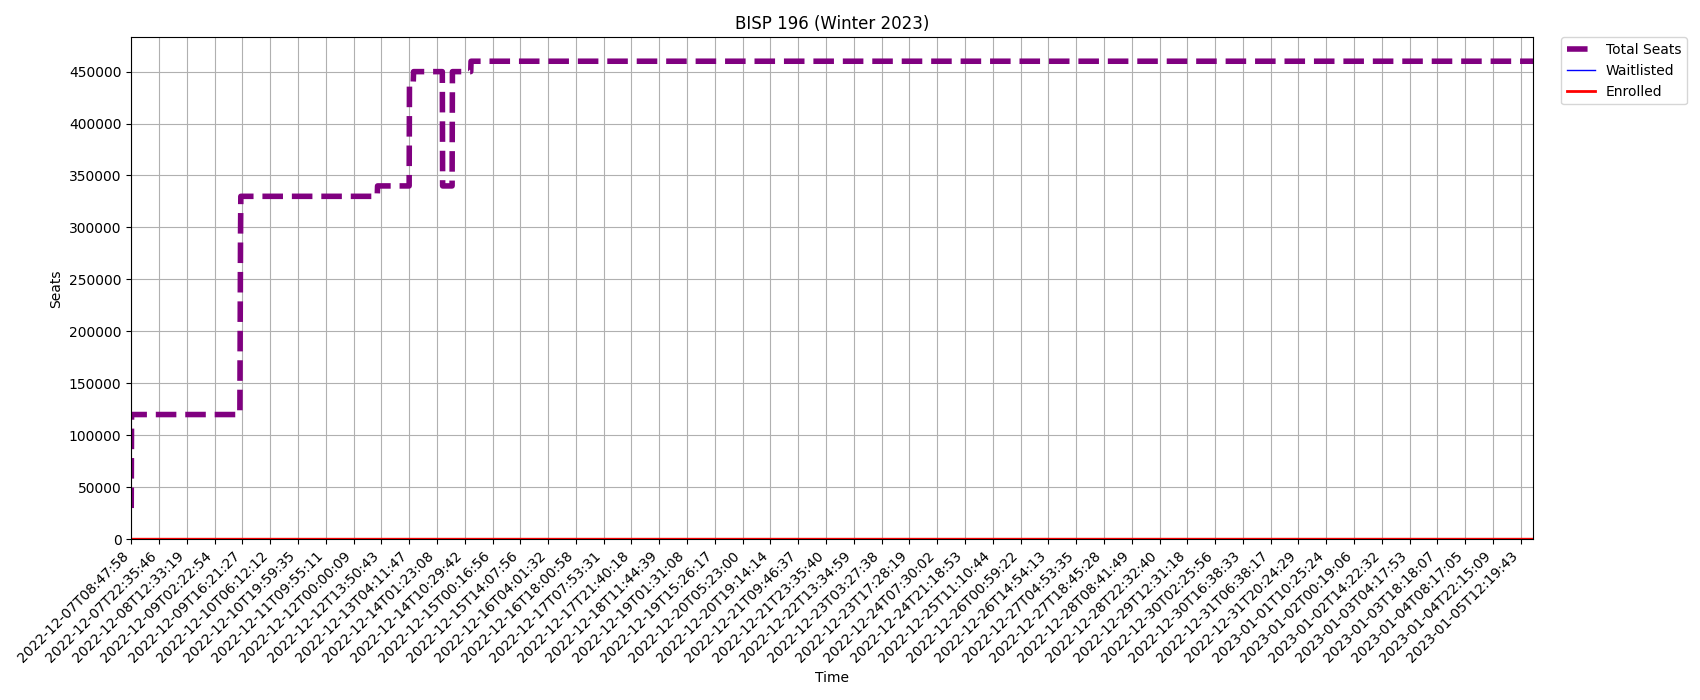 BISP 196 (Winter 2023)
Total Seats
Waitlisted
Enrolled
450000
400000
350000
300000
250000
200000
150000
100000
50000
0
Seats
2022-12-07T08:47:58
2022-12-07T22:35:46
2022-12-08T12:33:19
2022-12-09T02:22:54
2022-12-09T16:21:27
2022-12-10T06:12:12
2022-12-10T19:59:35
2022-12-11T09:55:11
2022-12-12T00:00:09
2022-12-12T13:50:43
2022-12-13T04:11:47
2022-12-14T01:23:08
2022-12-14T10:29:42
2022-12-15T00:16:56
2022-12-15T14:07:56
2022-12-16T04:01:32
2022-12-16T18:00:58
2022-12-17T07:53:31
2022-12-17T21:40:18
2022-12-18T11:44:39
2022-12-19T01:31:08
2022-12-19T15:26:17
2022-12-20T05:23:00
2022-12-20T19:14:14
2022-12-21T09:46:37
2022-12-21T23:35:40
2022-12-22T13:34:59
2022-12-23T03:27:38
2022-12-23T17:28:19
2022-12-24T07:30:02
2022-12-24T21:18:53
2022-12-25T11:10:44
2022-12-26T00:59:22
2022-12-26T14:54:13
2022-12-27T04:53:35
2022-12-27T18:45:28
2022-12-28T08:41:49
2022-12-28T22:32:40
2022-12-29T12:31:18
2022-12-30T02:25:56
2022-12-30T16:38:33
2022-12-31T06:38:17
2022-12-31T20:24:29
2023-01-01T10:25:24
2023-01-02T00:19:06
2023-01-02T14:22:32
2023-01-03T04:17:53
2023-01-03T18:18:07
2023-01-04T08:17:05
2023-01-04T22:15:09
2023-01-05T12:19:43
Time